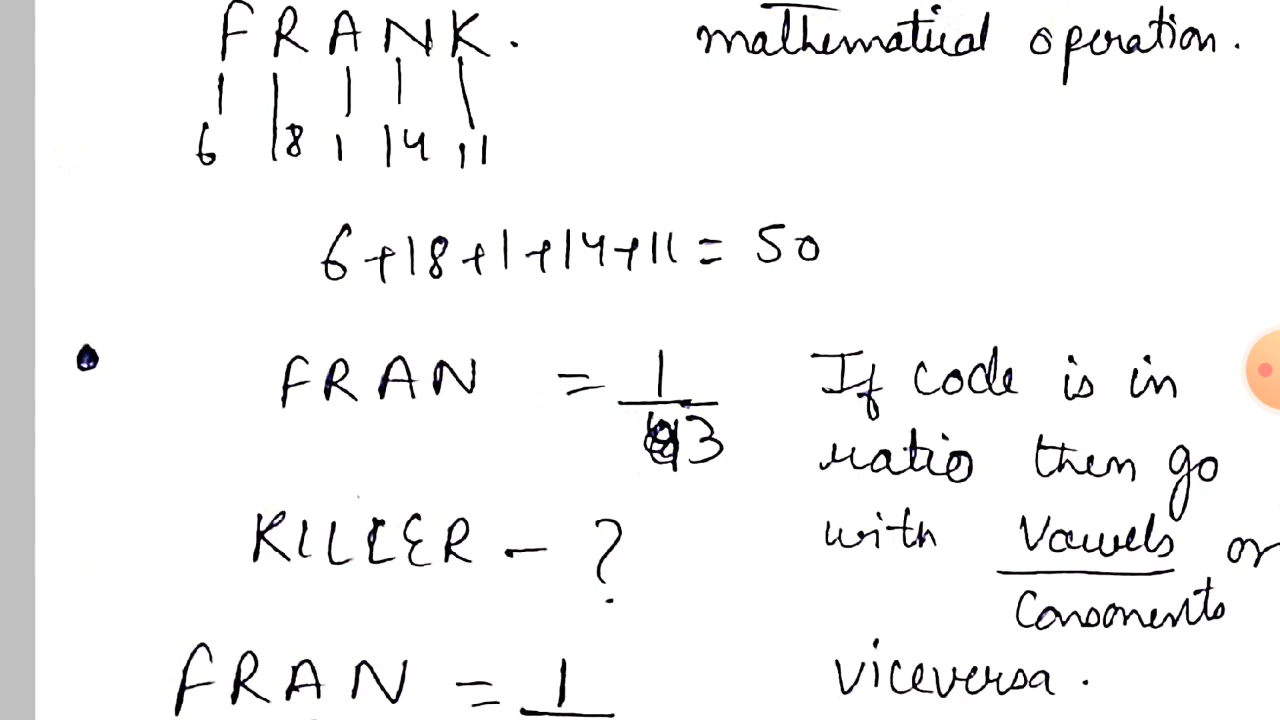 FRANK.
mathematical operation.
6 18 1 14 11
6+18+1+14+11 = 50
FRAN = 1/3
If code is in
ratio then go
with Vawels or
Consonents
viceversa.
KILLER - ?
FRAN = 1